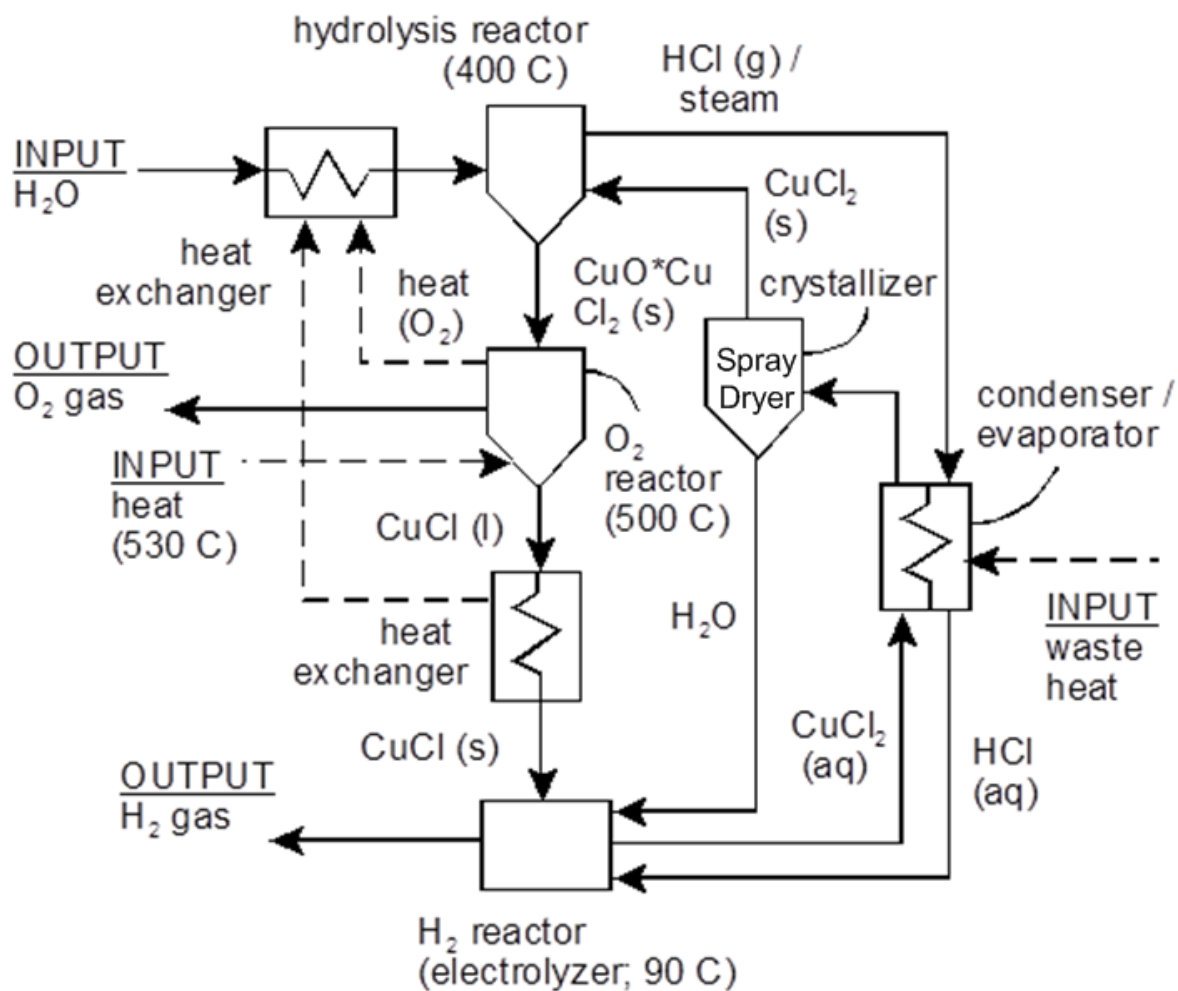 hydrolysis reactor
(400 C)
HCl (g) /
steam
INPUT
H₂O
CuCl₂
(s)
heat
exchanger
heat
(O₂)
CuO*Cu
Cl₂ (s)
crystallizer
OUTPUT
O₂ gas
Spray
Dryer
condenser /
evaporator
INPUT
heat
(530 C)
O₂
reactor
(500 C)
CuCl (l)
H₂O
INPUT
waste
heat
heat
exchanger
CuCl (s)
CuCl₂
(aq)
HCl
(aq)
OUTPUT
H₂ gas
H₂ reactor
(electrolyzer; 90 C)